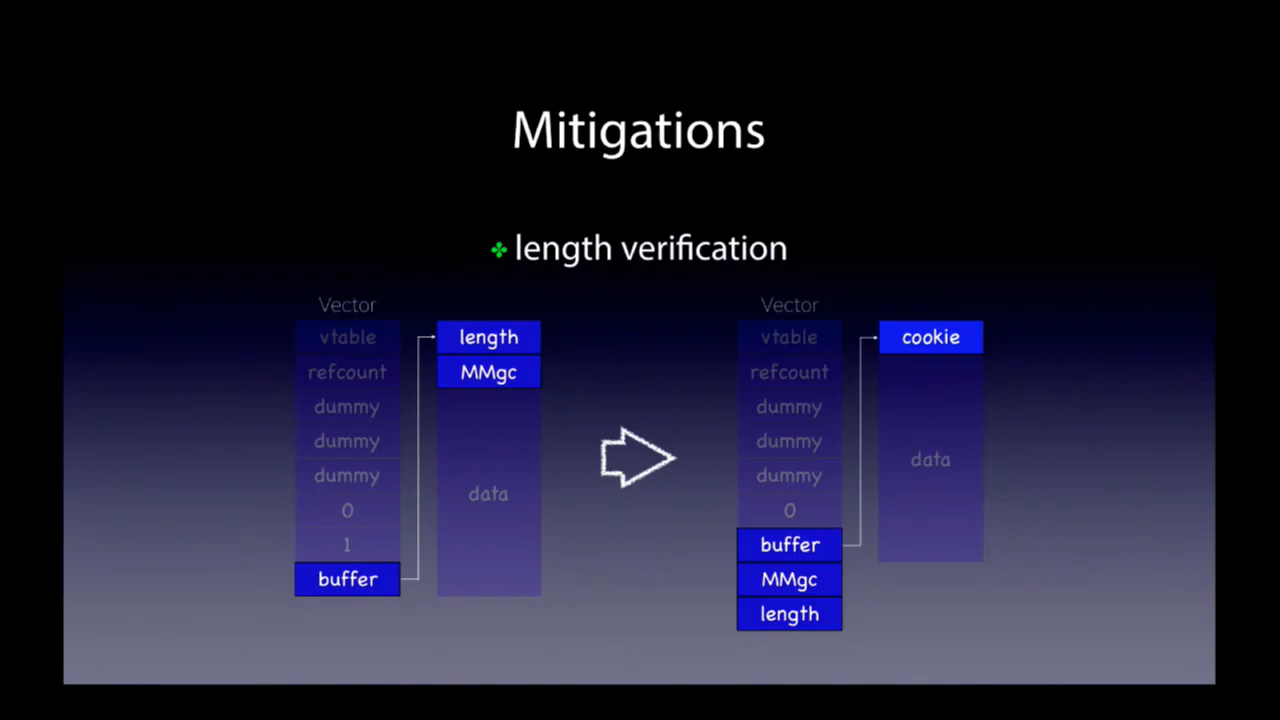 Mitigations
✤ length verification
Vector
vtable
refcount
dummy
dummy
dummy
0
1
buffer
length
MMgc
data
Vector
vtable
refcount
dummy
dummy
dummy
0
buffer
MMgc
length
cookie
data